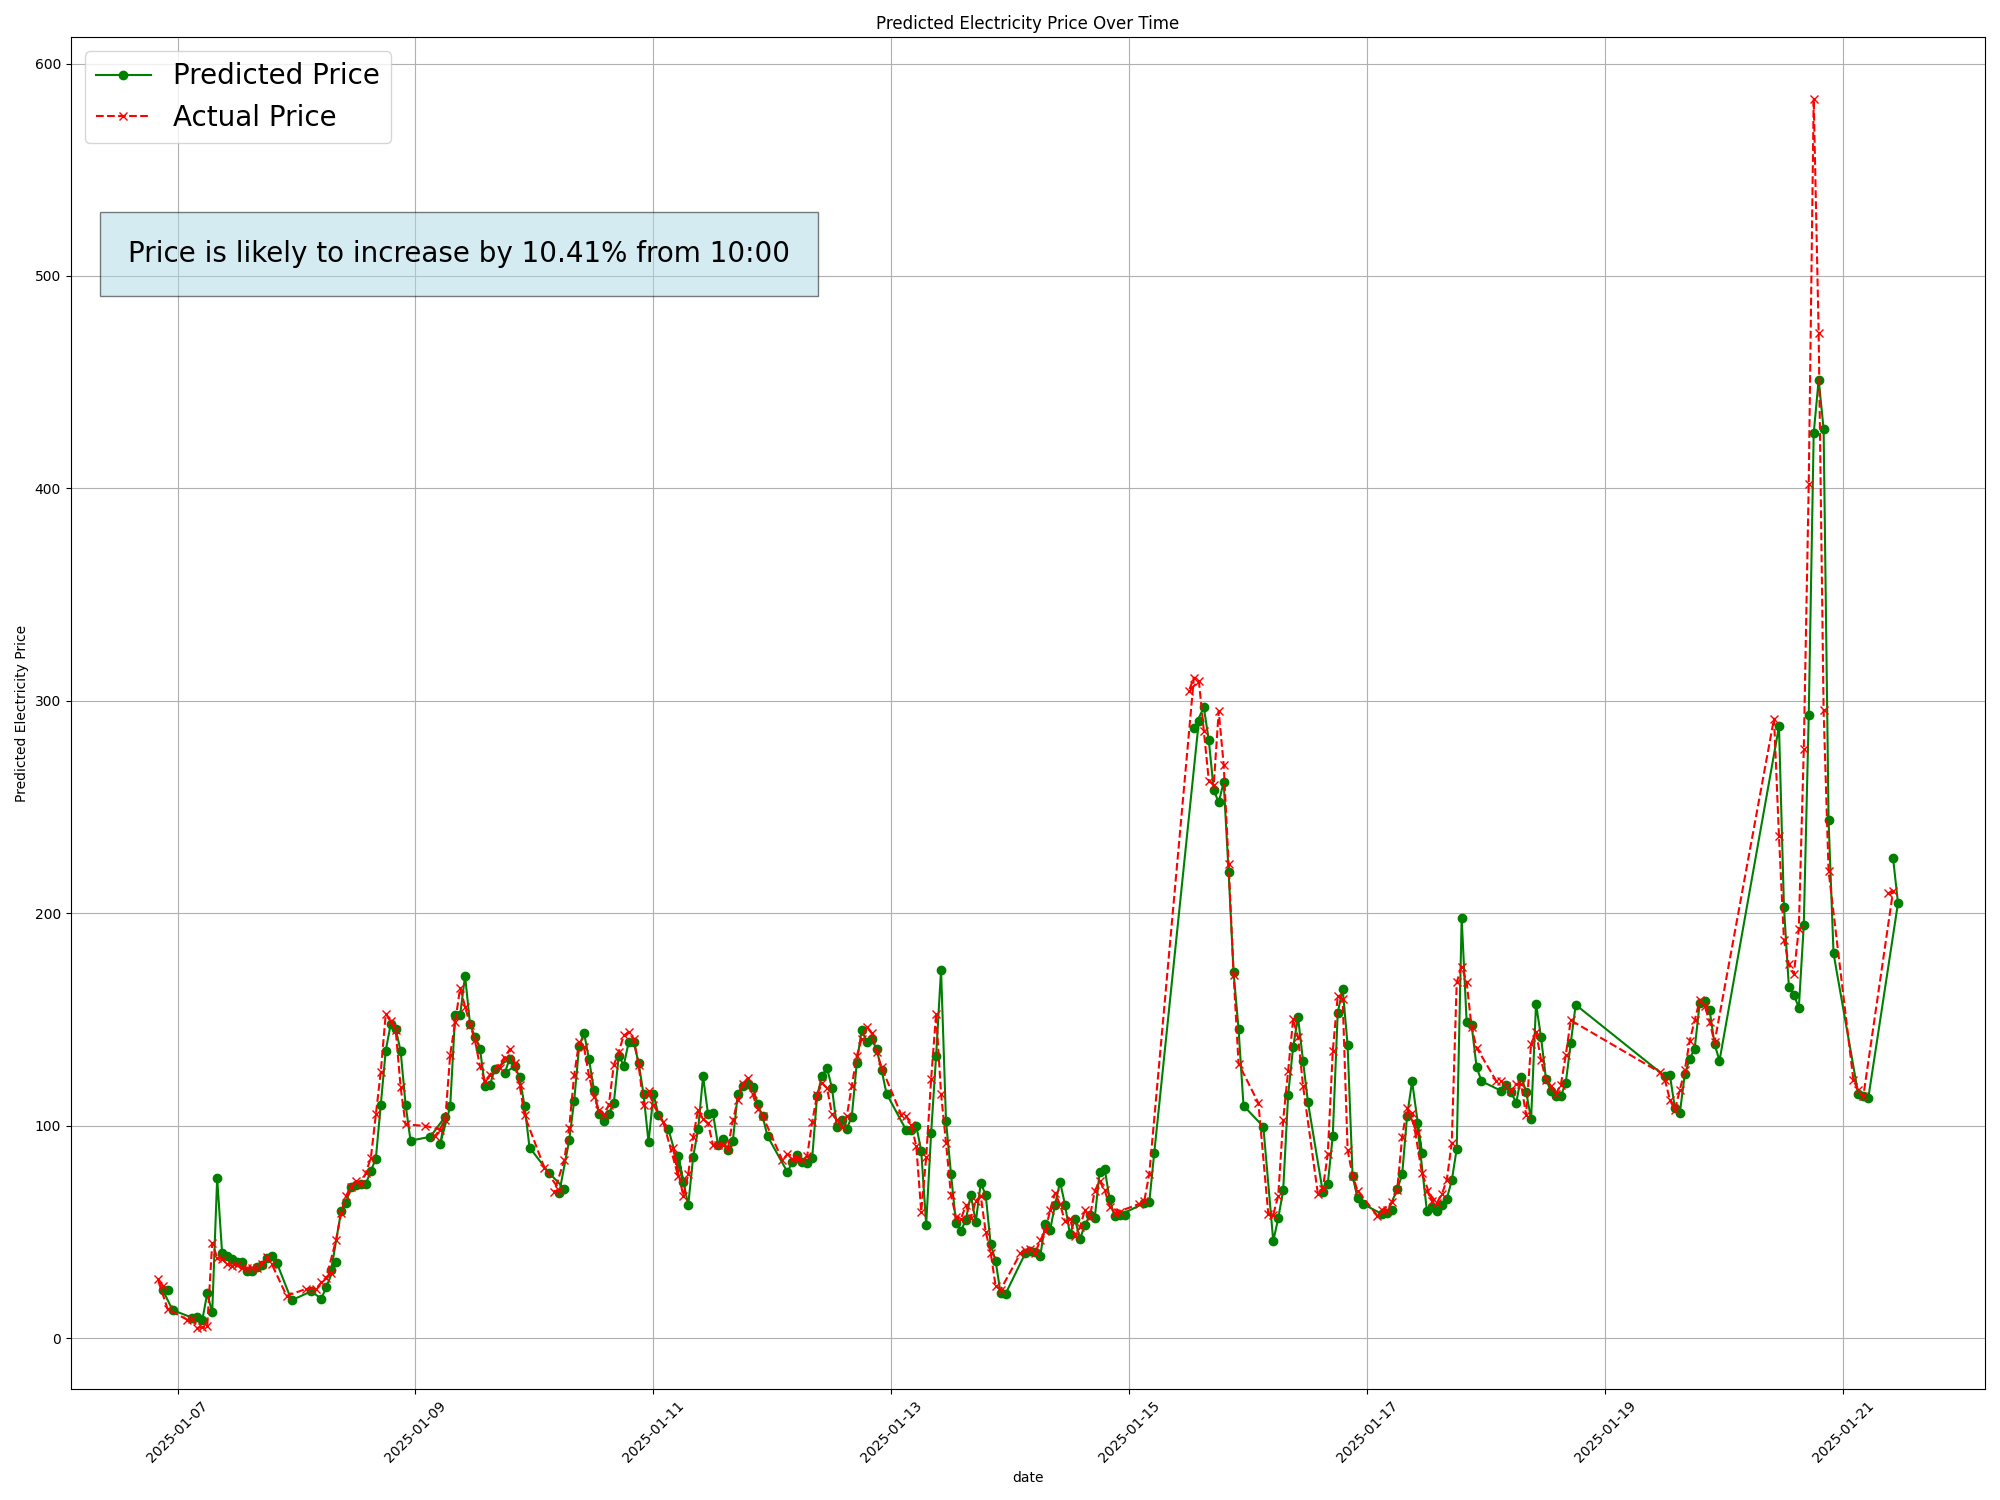 Predicted Electricity Price Over Time
Predicted Price
Actual Price
Price is likely to increase by 10.41% from 10:00
Predicted Electricity Price
600
500
400
300
200
100
0
2025-01-07
2025-01-09
2025-01-11
2025-01-13
2025-01-15
2025-01-17
2025-01-19
2025-01-21
date